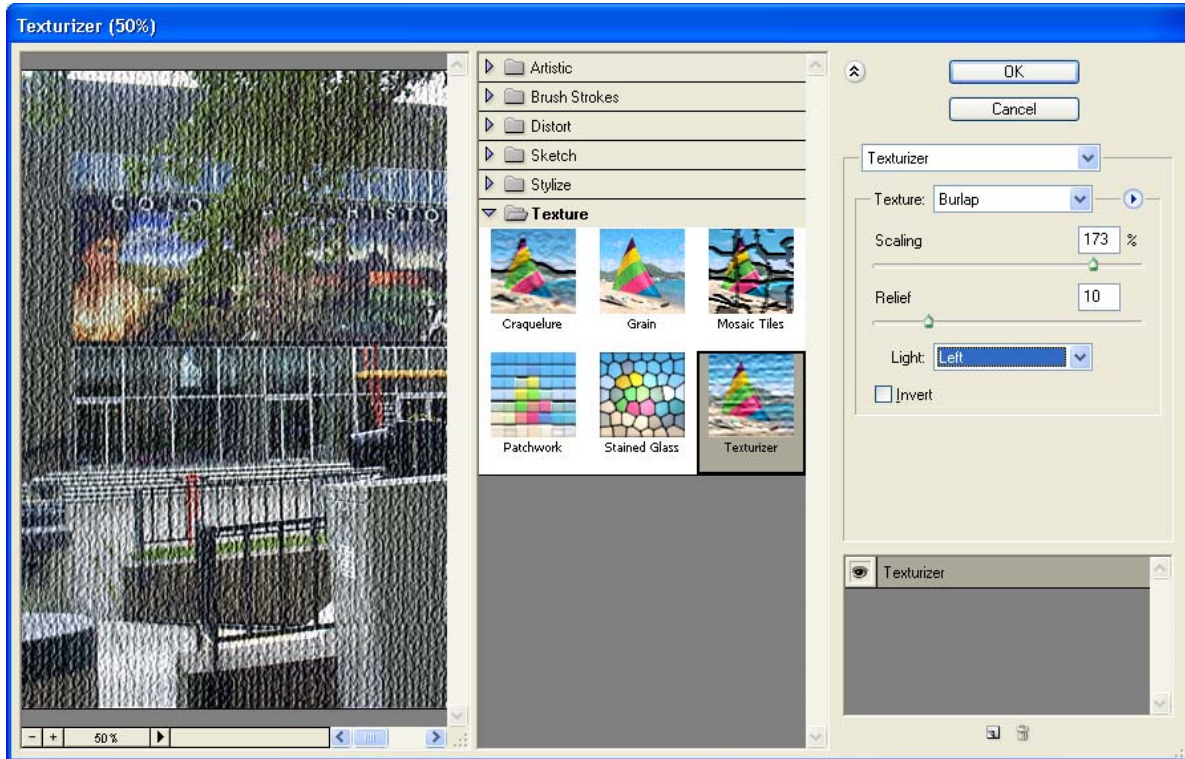 Texturizer (50%)
Artistic
Brush Strokes
Distort
Sketch
Stylize
Texture
Craquelure
Grain
Mosaic Tiles
Patchwork
Stained Glass
Texturizer
50%
OK
Cancel
Texturizer
Texture: Burlap
Scaling 173 %
Relief 10
Light: Left
Invert
Texturizer